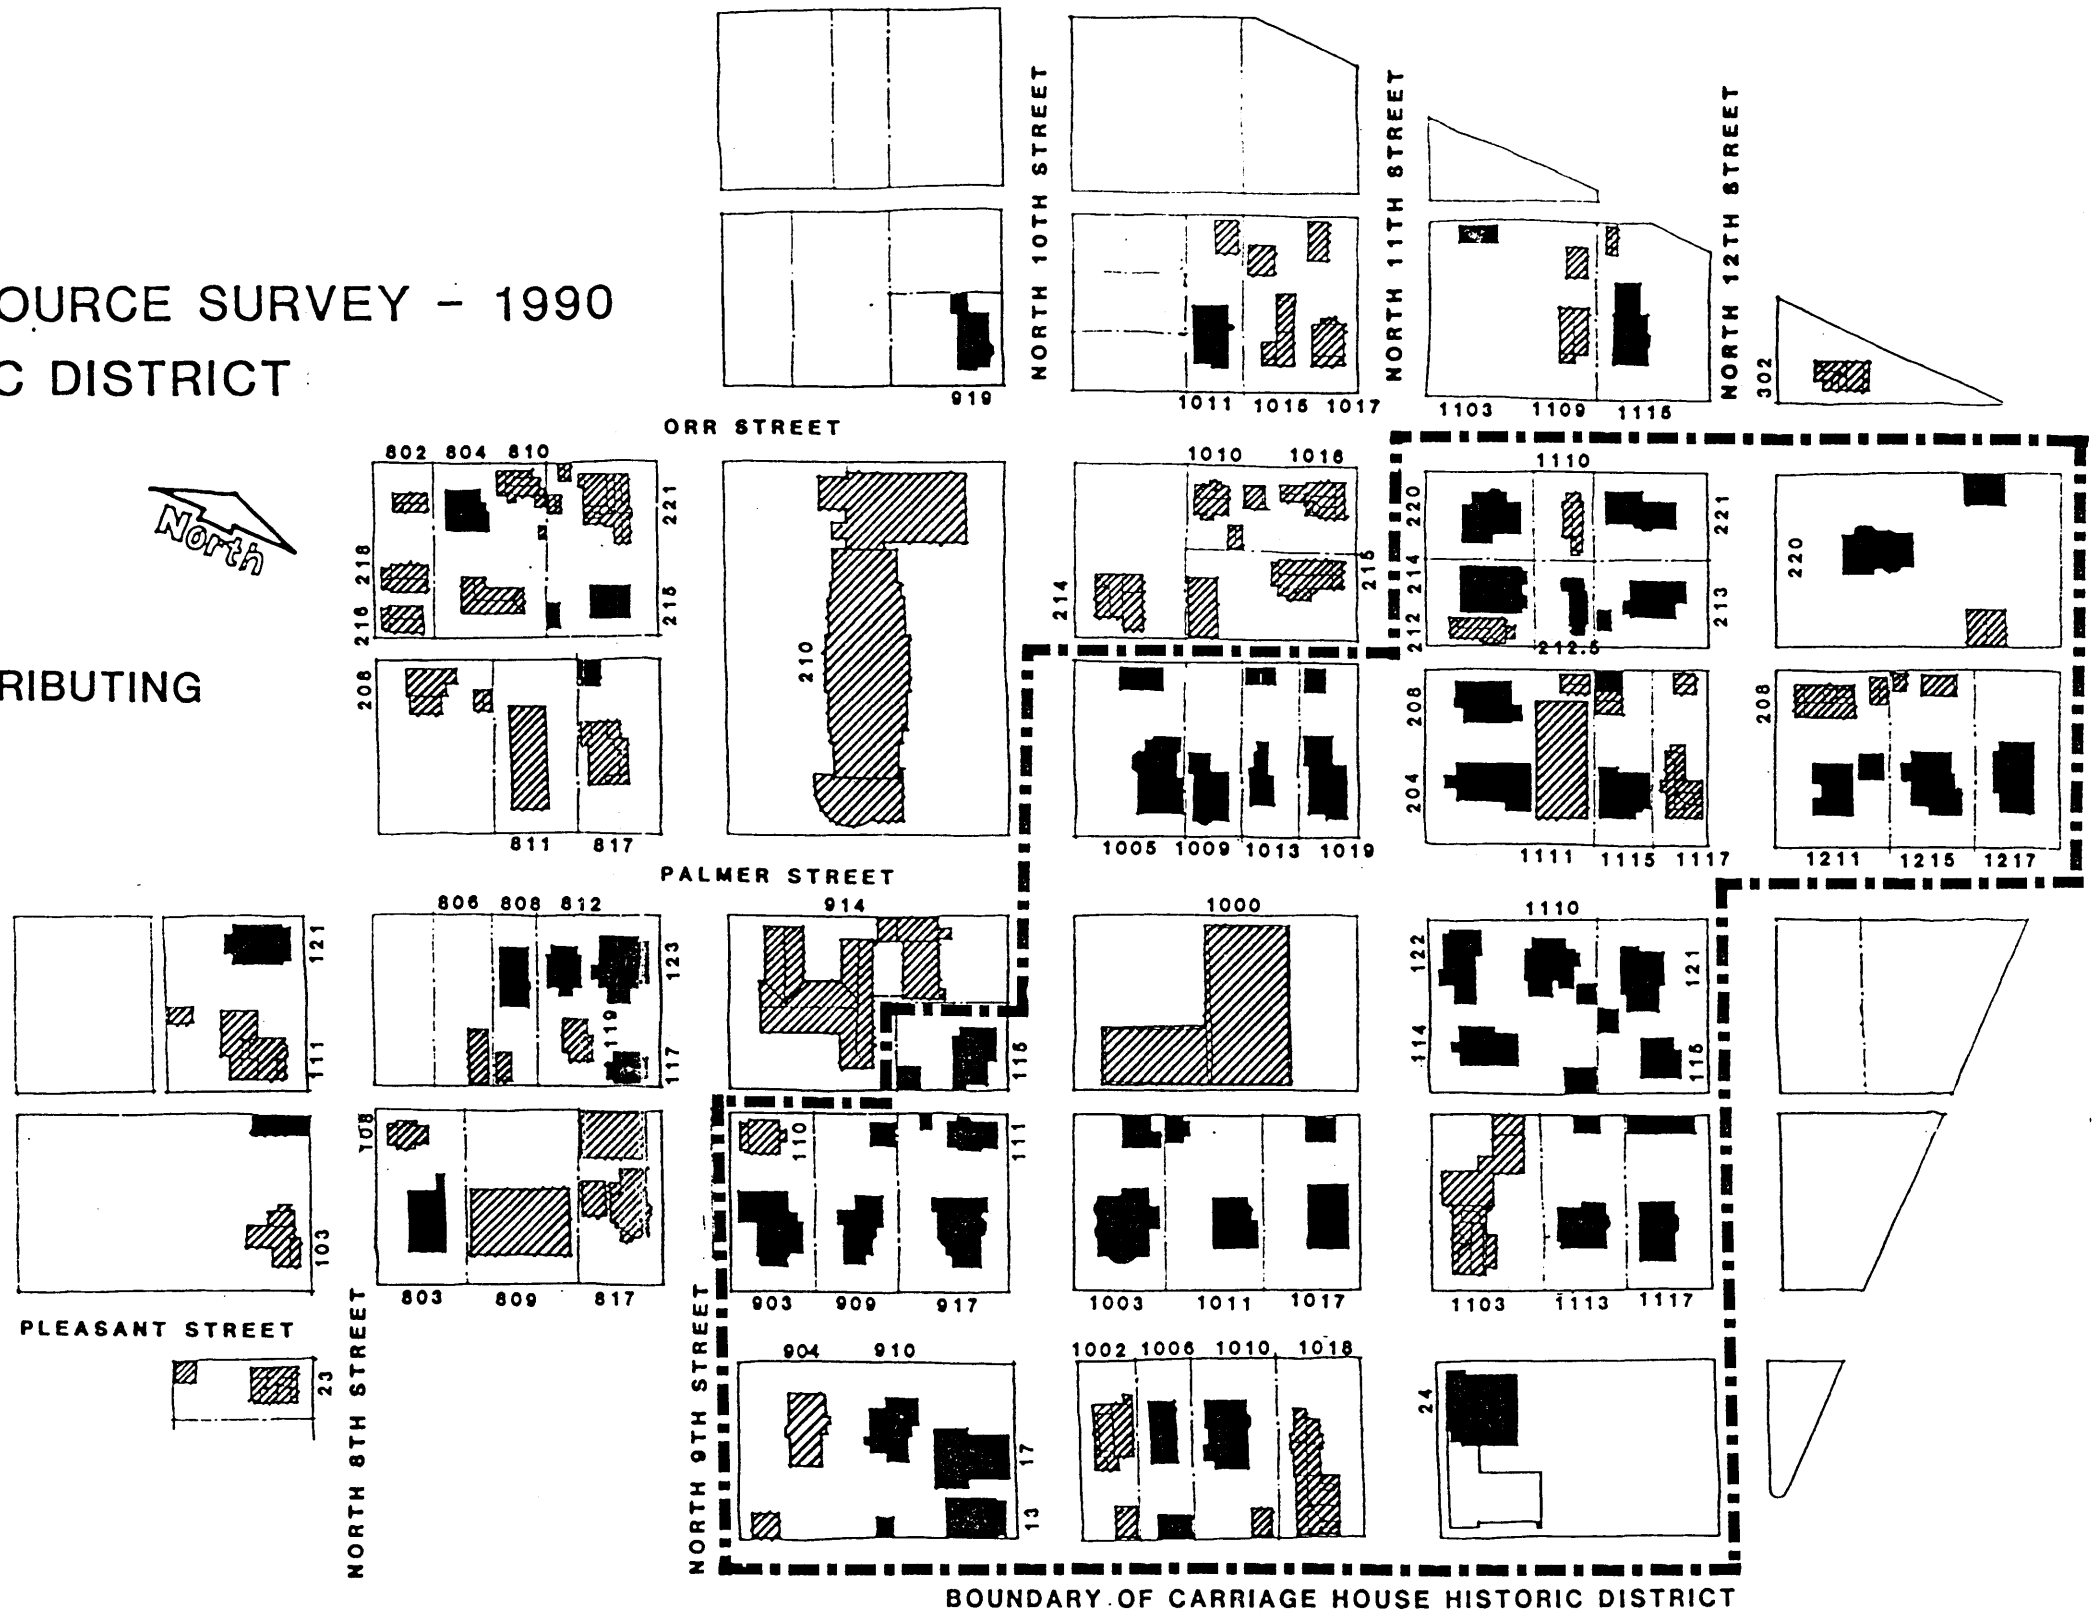 OURCE SURVEY - 1990
C DISTRICT
RIBUTING
North
NORTH 10TH STREET
NORTH 11TH STREET
NORTH 12TH STREET
919
1011 1015 1017
1103 1109 1115
302
ORR STREET
802 804 810
221
218
216
215
210
1010 1016
214
215
1110
220
221
214
212
212.5
213
220
208
811 817
1005 1009 1013 1019
208
204
1111 1115 1117
208
1211 1215 1217
PALMER STREET
121
111
806 808 812
123
119
117
914
115
1000
1110
122
121
114
115
103
108
803 809 817
110
111
903 909 917
1003 1011 1017
1103 1113 1117
PLEASANT STREET
23
NORTH 8TH STREET
NORTH 9TH STREET
904 910
17
13
1002 1006 1010 1018
24
BOUNDARY OF CARRIAGE HOUSE HISTORIC DISTRICT